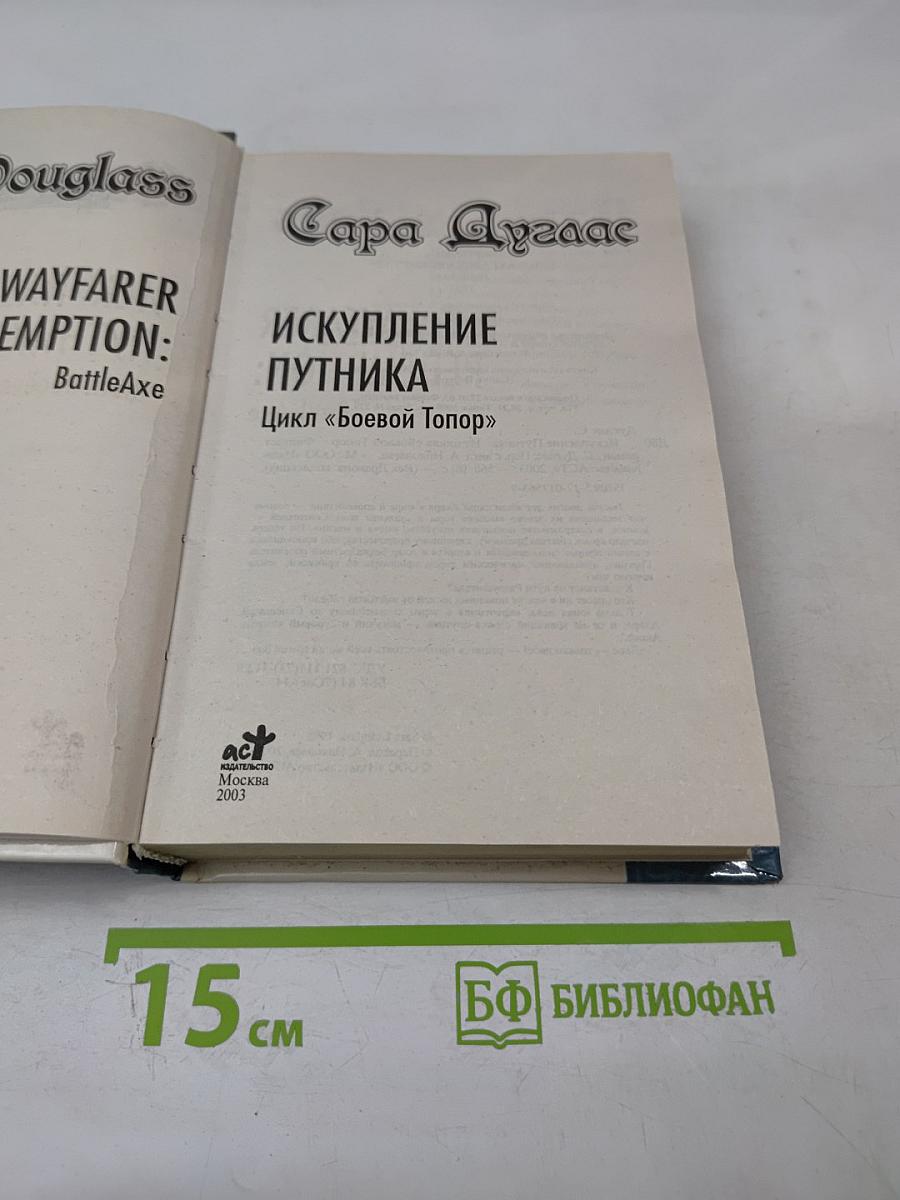 Douglass
WAYFARER
EMPTION:
BattleAxe
Сара Дуглас
ИСКУПЛЕНИЕ
ПУТНИКА
Цикл «Боевой Топор»
аст
ИЗДАТЕЛЬСТВО
Москва
2003
15 см
БФ БИБЛИОФАН